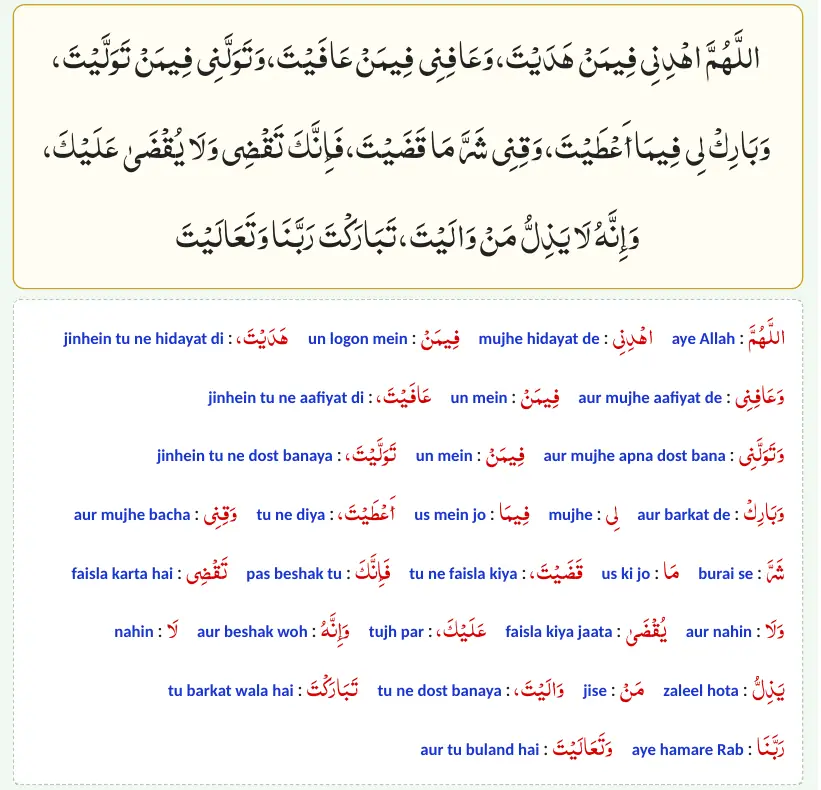 اللَّهُمَّ اهْدِنِي فِيمَنْ هَدَيْتَ، وَعَافِنِي فِيمَنْ عَافَيْتَ، وَتَوَلَّنِي فِيمَنْ تَوَلَّيْتَ،
وَبَارِكْ لِي فِيمَا أَعْطَيْتَ، وَقِنِي شَرَّ مَا قَضَيْتَ، فَإِنَّكَ تَقْضِي وَلَا يُقْضَىٰ عَلَيْكَ،
وَإِنَّهُ لَا يَذِلُّ مَنْ وَالَيْتَ، تَبَارَكْتَ رَبَّنَا وَتَعَالَيْتَ
اللَّهُمَّ : aye Allah اهْدِنِي : mujhe hidayat de فِيمَنْ : un logon mein هَدَيْتَ، : jinhein tu ne hidayat di
وَعَافِنِي : aur mujhe aafiyat de فِيمَنْ : un mein عَافَيْتَ، : jinhein tu ne aafiyat di
وَتَوَلَّنِي : aur mujhe apna dost bana فِيمَنْ : un mein تَوَلَّيْتَ، : jinhein tu ne dost banaya
وَبَارِكْ : aur barkat de لِي : mujhe فِيمَا : us mein jo أَعْطَيْتَ، : tu ne diya وَقِنِي : aur mujhe bacha
شَرَّ : burai se مَا : us ki jo قَضَيْتَ، : tu ne faisla kiya فَإِنَّكَ : pas beshak tu تَقْضِي : faisla karta hai
وَلَا : aur nahin يُقْضَىٰ : faisla kiya jaata عَلَيْكَ، : tujh par وَإِنَّهُ : aur beshak woh لَا : nahin
يَذِلُّ : zaleel hota مَنْ : jise وَالَيْتَ، : tu ne dost banaya تَبَارَكْتَ : tu barkat wala hai
رَبَّنَا : aye hamare Rab وَتَعَالَيْتَ : aur tu buland hai